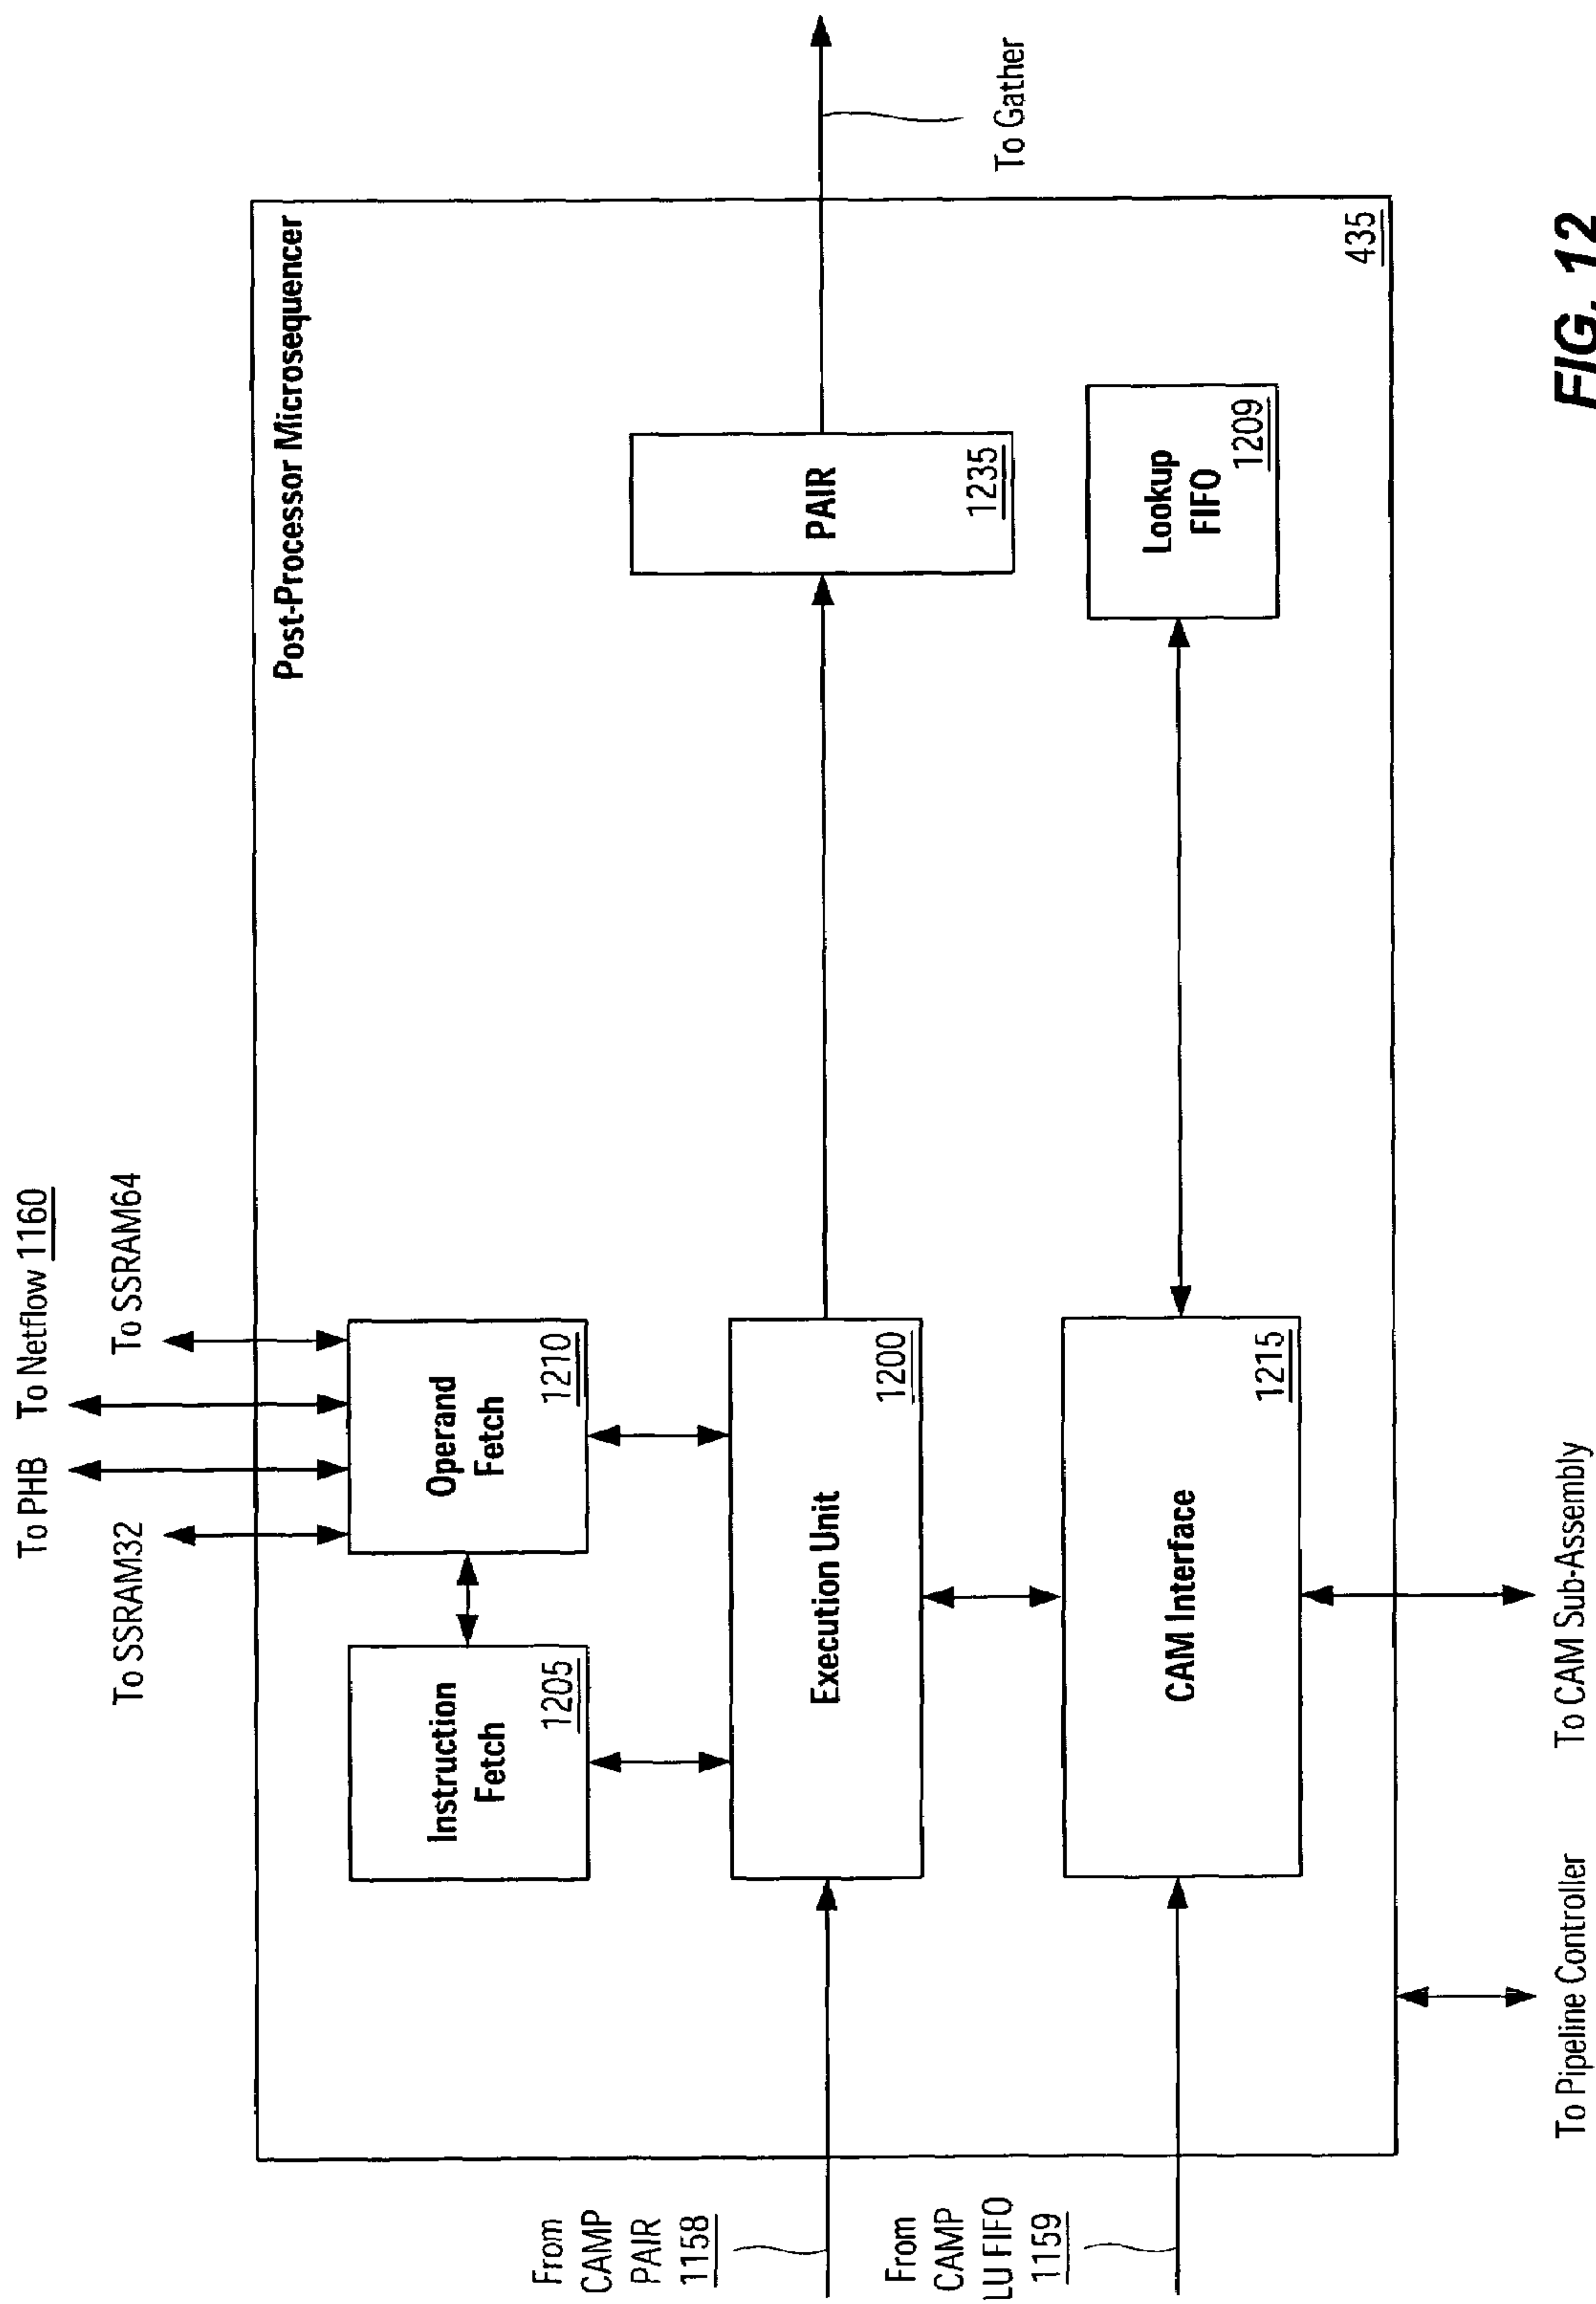 To PHB To Netflow 1160
To SSRAM32
To SSRAM64
Post-Processor Microsequencer
Instruction
Fetch
1205
Operand
Fetch
1210
From
CAMP
PAIR
1158
Execution Unit
1200
PAIR
1235
To Gather
From
CAMP
LU FIFO
1159
CAM Interface
1215
Lookup
FIFO
1209
435
To Pipeline Controller
To CAM Sub-Assembly
FIG. 12